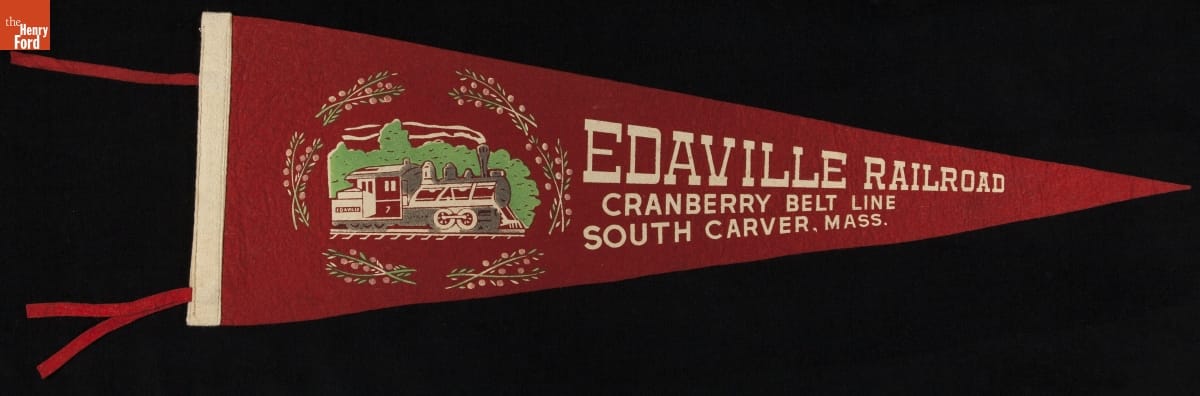 the
Henry
Ford
EDAVILLE RAILROAD
CRANBERRY BELT LINE
SOUTH CARVER, MASS.
EDAVILLE
7